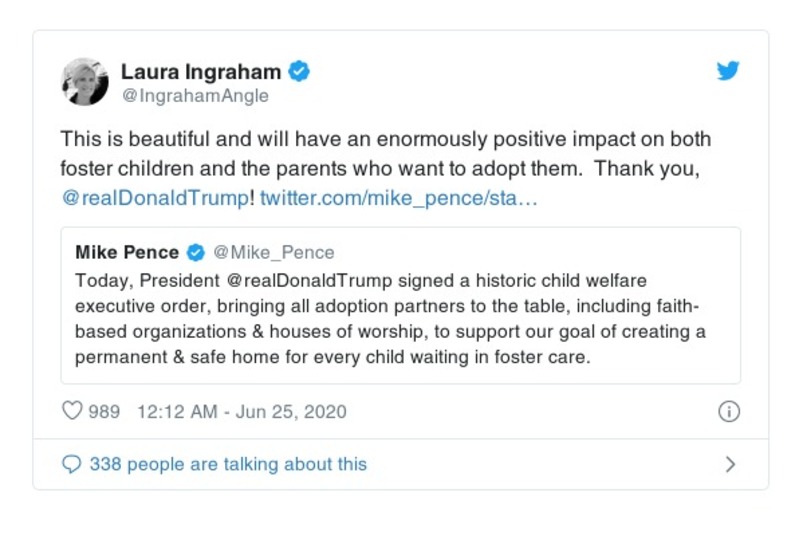 Laura Ingraham
@IngrahamAngle
This is beautiful and will have an enormously positive impact on both
foster children and the parents who want to adopt them.  Thank you,
@realDonaldTrump! twitter.com/mike_pence/sta…
Mike Pence @Mike_Pence
Today, President @realDonaldTrump signed a historic child welfare
executive order, bringing all adoption partners to the table, including faith-
based organizations & houses of worship, to support our goal of creating a
permanent & safe home for every child waiting in foster care.
989 12:12 AM - Jun 25, 2020
338 people are talking about this